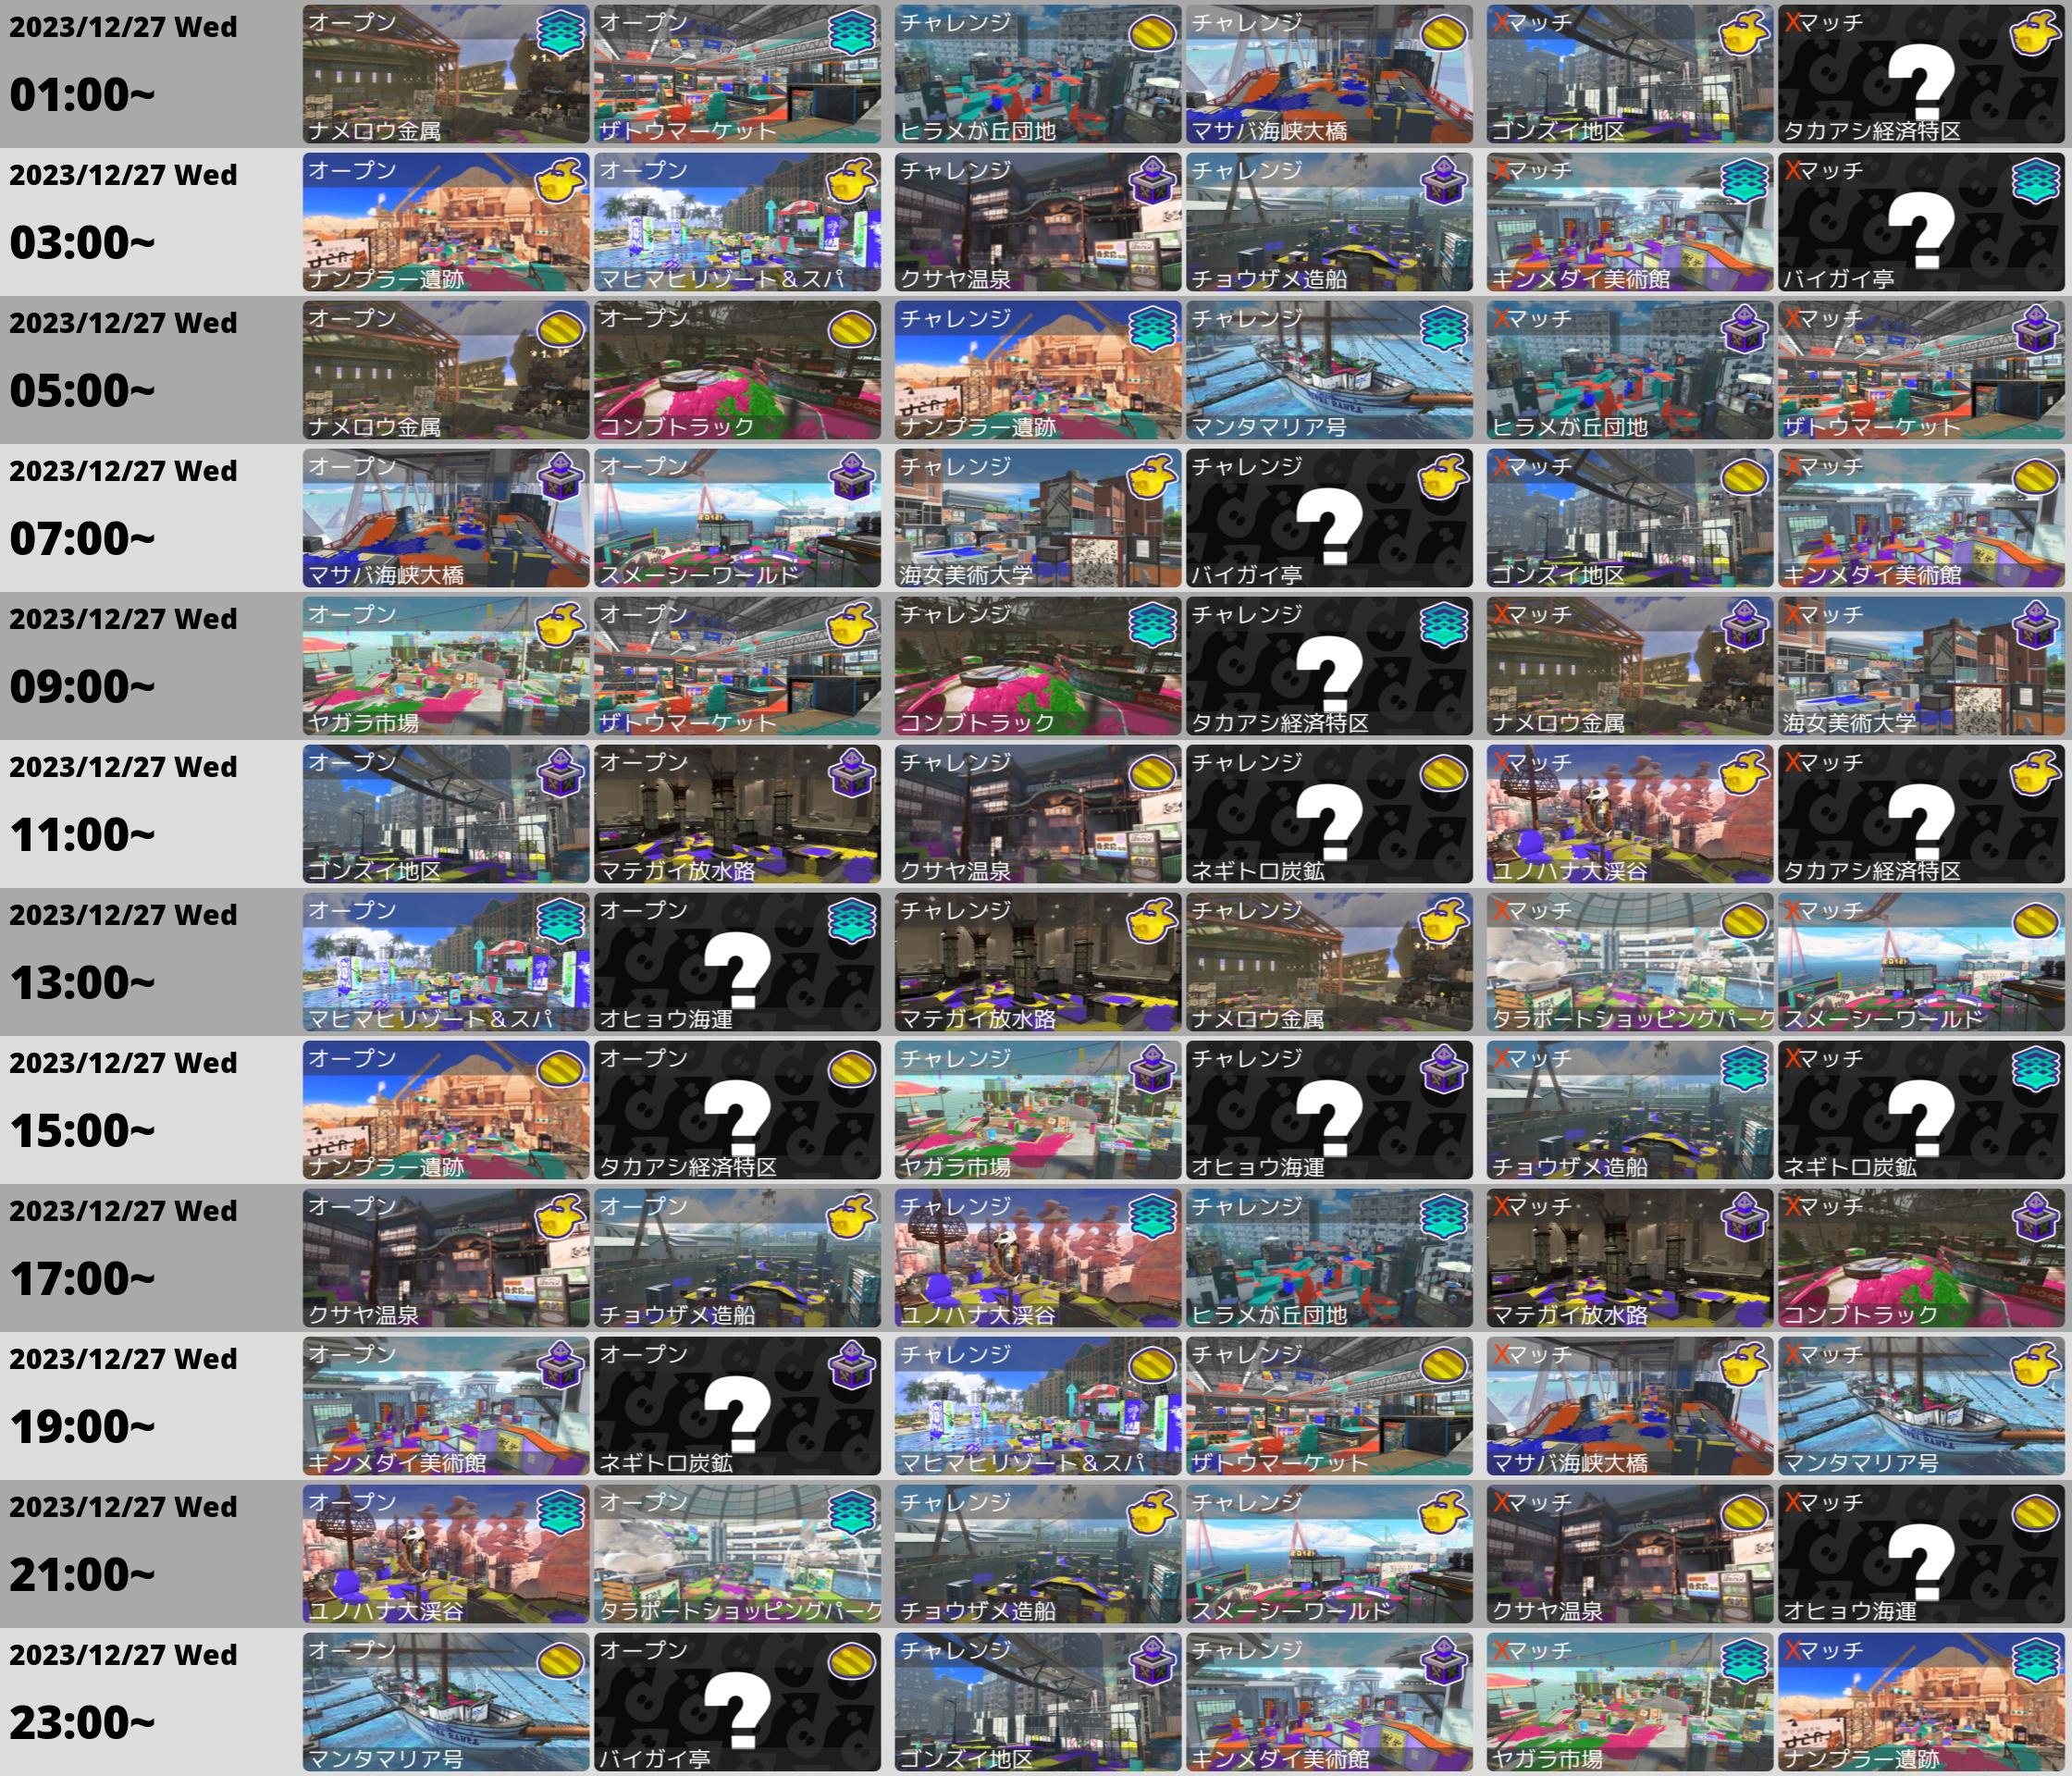 2023/12/27 Wed
01:00~
オープン オープン チャレンジ チャレンジ Xマッチ Xマッチ
ナメロウ金属 ザトウマーケット ヒラメが丘団地 マサバ海峡大橋 ゴンズイ地区 タカアシ経済特区
2023/12/27 Wed
03:00~
オープン オープン チャレンジ チャレンジ Xマッチ Xマッチ
ナンプラー遺跡 マヒマヒリゾート＆スパ クサヤ温泉 チョウザメ造船 キンメダイ美術館 バイガイ亭
2023/12/27 Wed
05:00~
オープン オープン チャレンジ チャレンジ Xマッチ Xマッチ
ナメロウ金属 コンブトラック ナンプラー遺跡 マンタマリア号 ヒラメが丘団地 ザトウマーケット
2023/12/27 Wed
07:00~
オープン オープン チャレンジ チャレンジ Xマッチ Xマッチ
マサバ海峡大橋 スメーシーワールド 海女美術大学 バイガイ亭 ゴンズイ地区 キンメダイ美術館
2023/12/27 Wed
09:00~
オープン オープン チャレンジ チャレンジ Xマッチ Xマッチ
ヤガラ市場 ザトウマーケット コンブトラック タカアシ経済特区 ナメロウ金属 海女美術大学
2023/12/27 Wed
11:00~
オープン オープン チャレンジ チャレンジ Xマッチ Xマッチ
ゴンズイ地区 マテガイ放水路 クサヤ温泉 ネギトロ炭鉱 ユノハナ大渓谷 タカアシ経済特区
2023/12/27 Wed
13:00~
オープン オープン チャレンジ チャレンジ Xマッチ Xマッチ
マヒマヒリゾート＆スパ オヒョウ海運 マテガイ放水路 ナメロウ金属 タラポートショッピングパーク スメーシーワールド
2023/12/27 Wed
15:00~
オープン オープン チャレンジ チャレンジ Xマッチ Xマッチ
ナンプラー遺跡 タカアシ経済特区 ヤガラ市場 オヒョウ海運 チョウザメ造船 ネギトロ炭鉱
2023/12/27 Wed
17:00~
オープン オープン チャレンジ チャレンジ Xマッチ Xマッチ
クサヤ温泉 チョウザメ造船 ユノハナ大渓谷 ヒラメが丘団地 マテガイ放水路 コンブトラック
2023/12/27 Wed
19:00~
オープン オープン チャレンジ チャレンジ Xマッチ Xマッチ
キンメダイ美術館 ネギトロ炭鉱 マヒマヒリゾート＆スパ ザトウマーケット マサバ海峡大橋 マンタマリア号
2023/12/27 Wed
21:00~
オープン オープン チャレンジ チャレンジ Xマッチ Xマッチ
ユノハナ大渓谷 タラポートショッピングパーク チョウザメ造船 スメーシーワールド クサヤ温泉 オヒョウ海運
2023/12/27 Wed
23:00~
オープン オープン チャレンジ チャレンジ Xマッチ Xマッチ
マンタマリア号 バイガイ亭 ゴンズイ地区 キンメダイ美術館 ヤガラ市場 ナンプラー遺跡